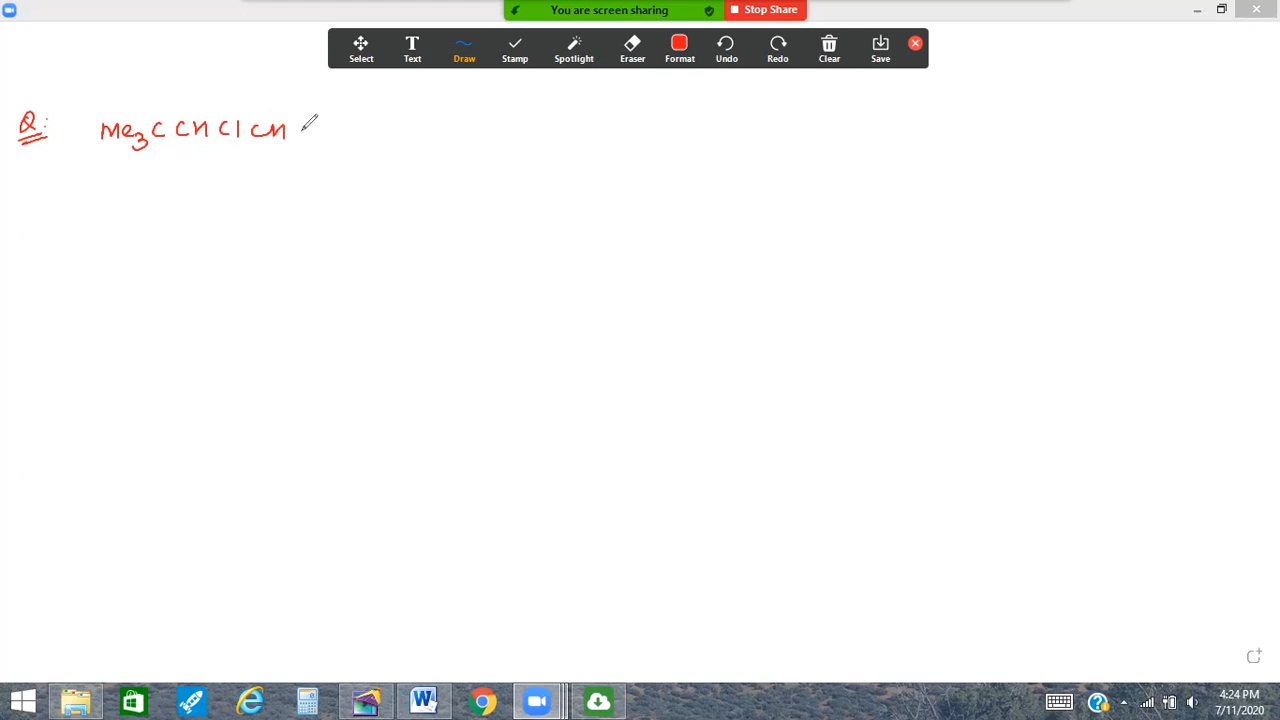 You are screen sharing Stop Share
Select Text Draw Stamp Spotlight Eraser Format Undo Redo Clear Save
Q: Me3C CH Cl CH
4:24 PM
7/11/2020